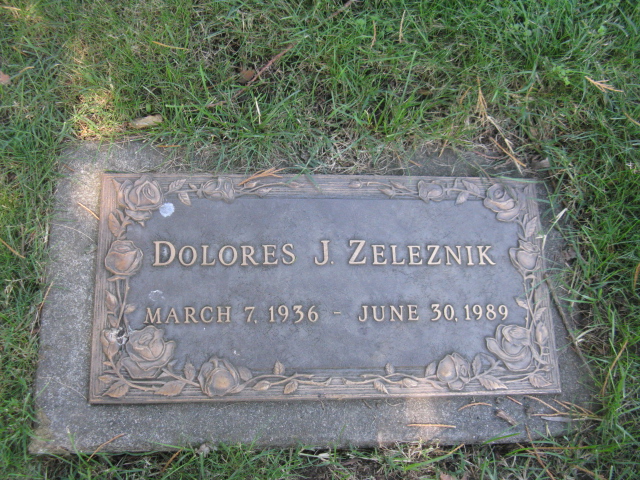 DOLORES J. ZELEZNIK
MARCH 7, 1936 - JUNE 30, 1989